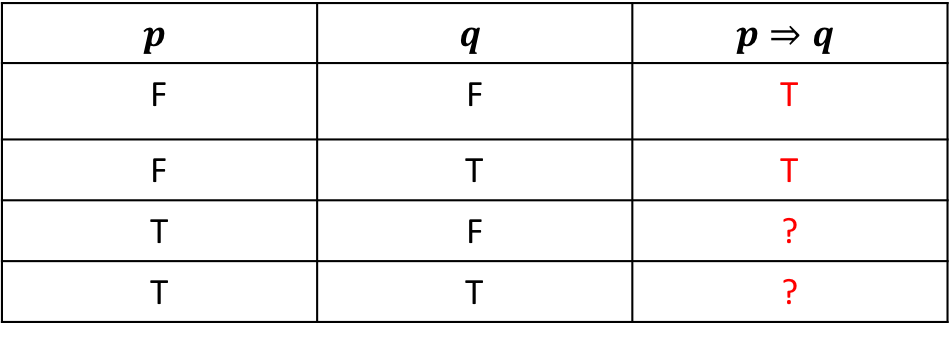 p q p ⇒ q
F F T
F T T
T F ?
T T ?